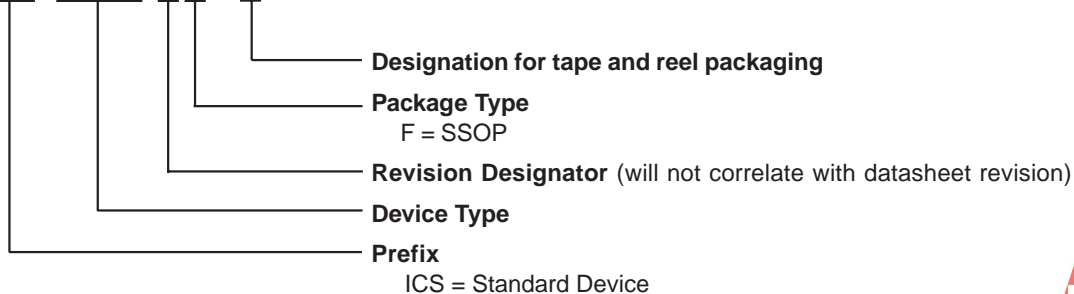 Designation for tape and reel packaging
Package Type
F = SSOP
Revision Designator (will not correlate with datasheet revision)
Device Type
Prefix
ICS = Standard Device